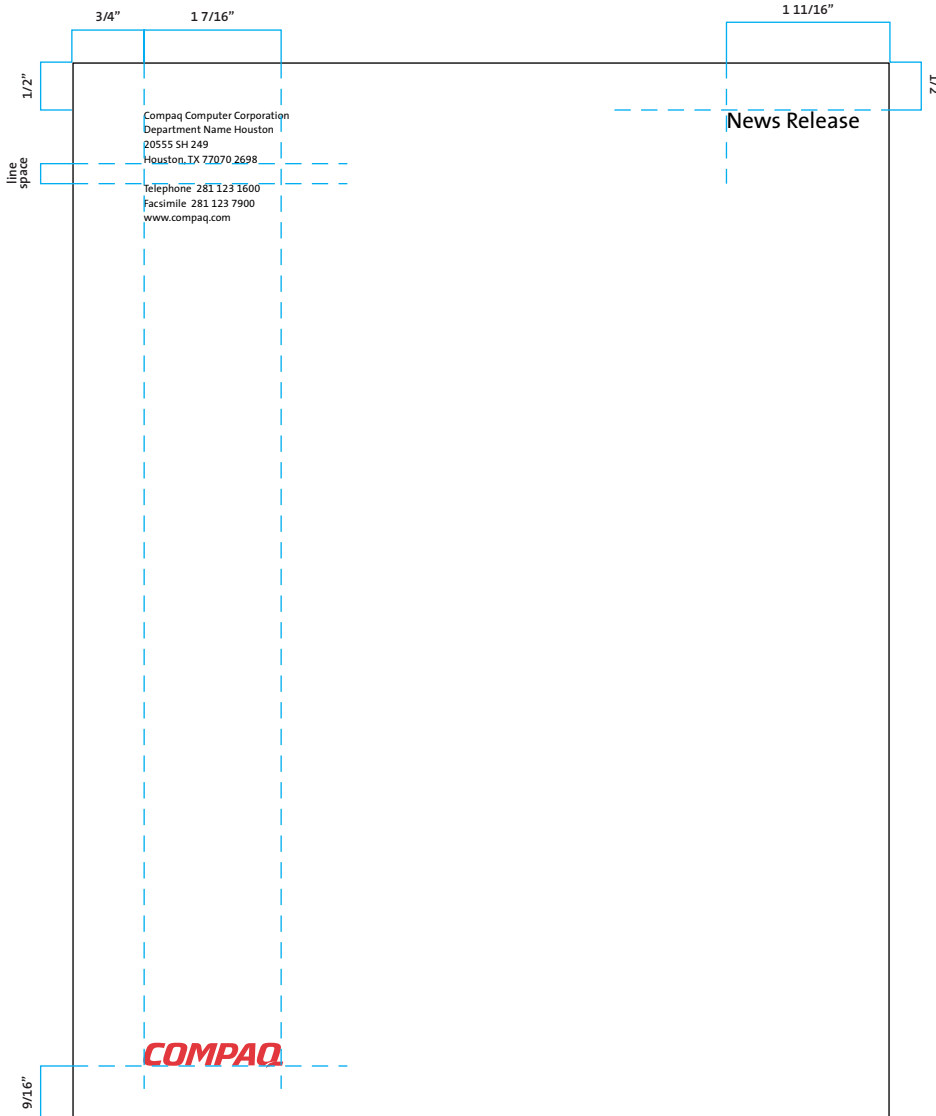 3/4”
1 7/16”
1 11/16”
1/2”
1/2
Compaq Computer Corporation
Department Name Houston
20555 SH 249
Houston, TX 77070 2698
News Release
line
space
Telephone 281 123 1600
Facsimile 281 123 7900
www.compaq.com
COMPAQ
9/16”